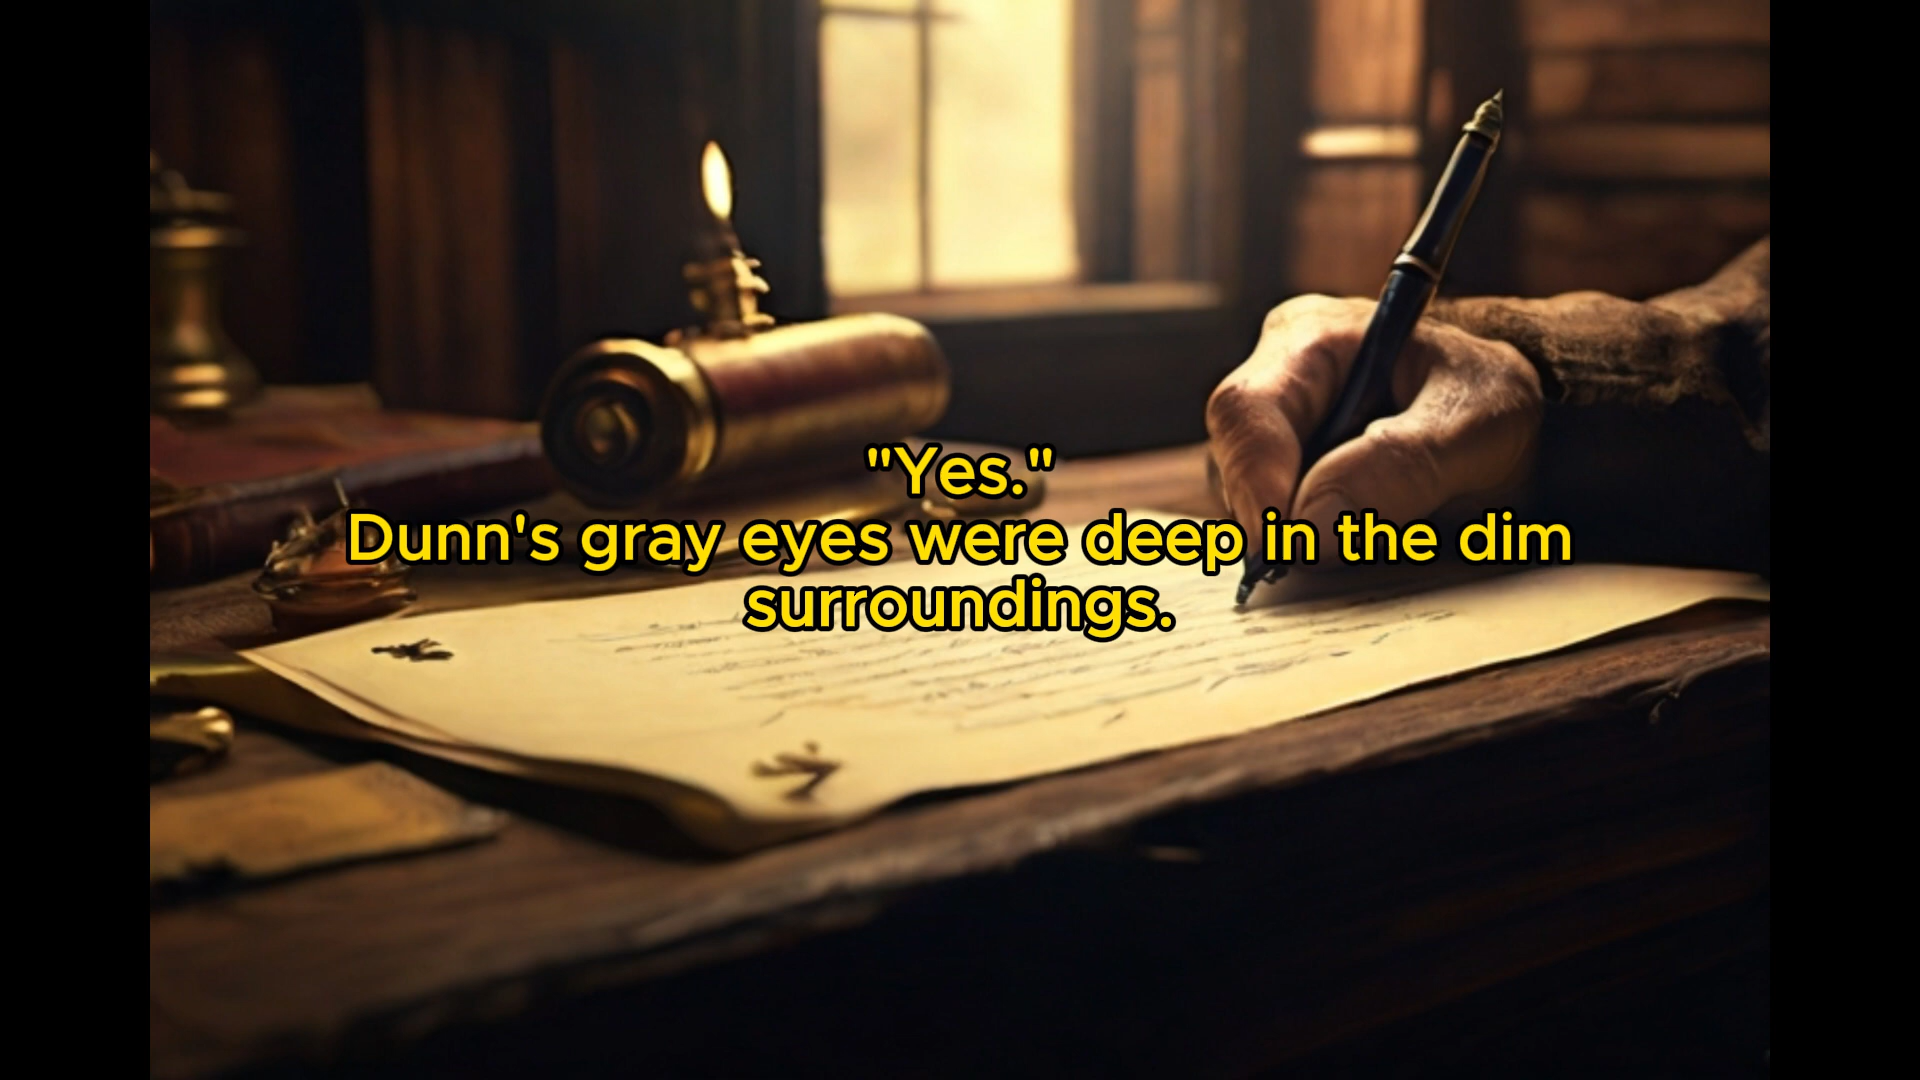 "Yes."
Dunn's gray eyes were deep in the dim
surroundings.